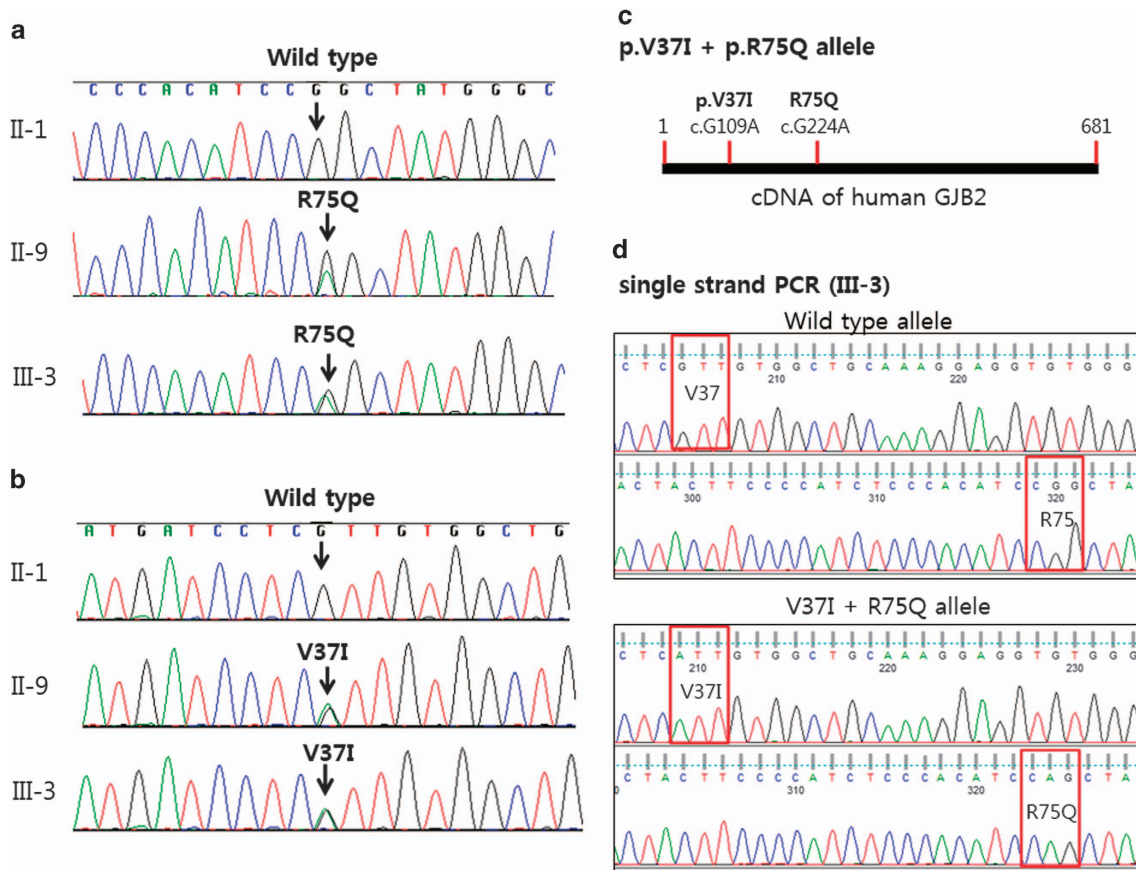 a
Wild type
C C C A C A T C C G G C T A T G G G C
II-1
R75Q
II-9
R75Q
III-3
b
Wild type
A T G A T C C T C G T T G T G G C T G
II-1
V37I
II-9
V37I
III-3
c
p.V37I + p.R75Q allele
p.V37I R75Q
1 c.G109A c.G224A 681
cDNA of human GJB2
d
single strand PCR (III-3)
Wild type allele
C T C G T T G T G G C T G C A A A G G A G G T G T G G G
210 220
V37
A C T A C T T C C C C A T C T C C C A C A T C C G G C T A
300 310 320
R75
V37I + R75Q allele
C T C A T T G T G G C T G C A A A G G A G G T G T G G G
210 220 230
V37I
C T A C T T C C C C A T C T C C C A C A T C C A G C T A
0 310 320
R75Q